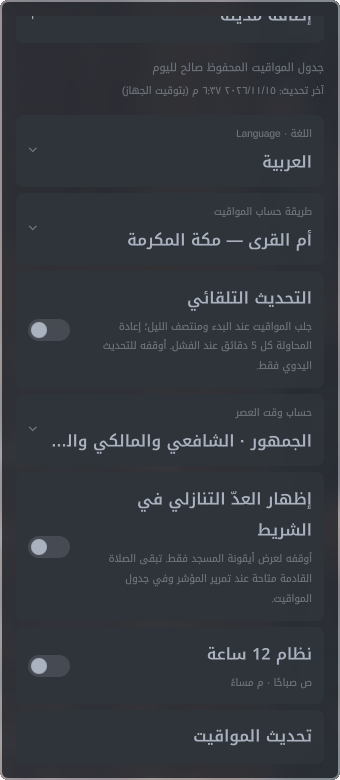 إضافة مدينة
جدول المواقيت المحفوظ صالح لليوم
آخر تحديث: ٢٠٢٦/١١/١٥ ٦:٣٧ م (بتوقيت الجهاز)
اللغة · Language
العربية
طريقة حساب المواقيت
أم القرى — مكة المكرمة
التحديث التلقائي
جلب المواقيت عند البدء ومنتصف الليل؛ إعادة
المحاولة كل 5 دقائق عند الفشل. أوقفه للتحديث
اليدوي فقط.
حساب وقت العصر
الجمهور · الشافعي والمالكي والـ...
إظهار العدّ التنازلي في
الشريط
أوقفه لعرض أيقونة المسجد فقط. تبقى الصلاة
القادمة متاحة عند تمرير المؤشر وفي جدول
المواقيت.
نظام 12 ساعة
ص صباحًا · م مساءً
تحديث المواقيت